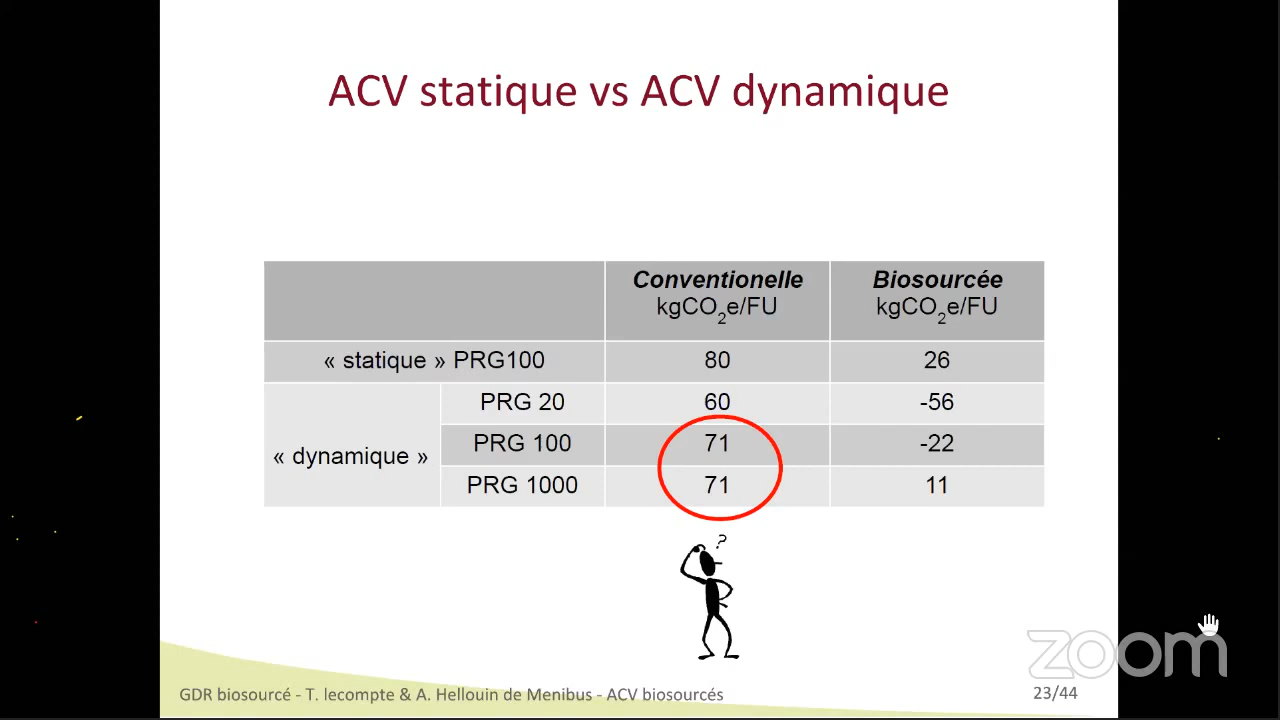 ACV statique vs ACV dynamique
Conventionelle Biosourcée
kgCO2e/FU kgCO2e/FU
« statique » PRG100 80 26
PRG 20 60 -56
« dynamique » PRG 100 71 -22
PRG 1000 71 11
?
zoom
GDR biosourcé - T. lecompte & A. Hellouin de Menibus - ACV biosourcés 23/44